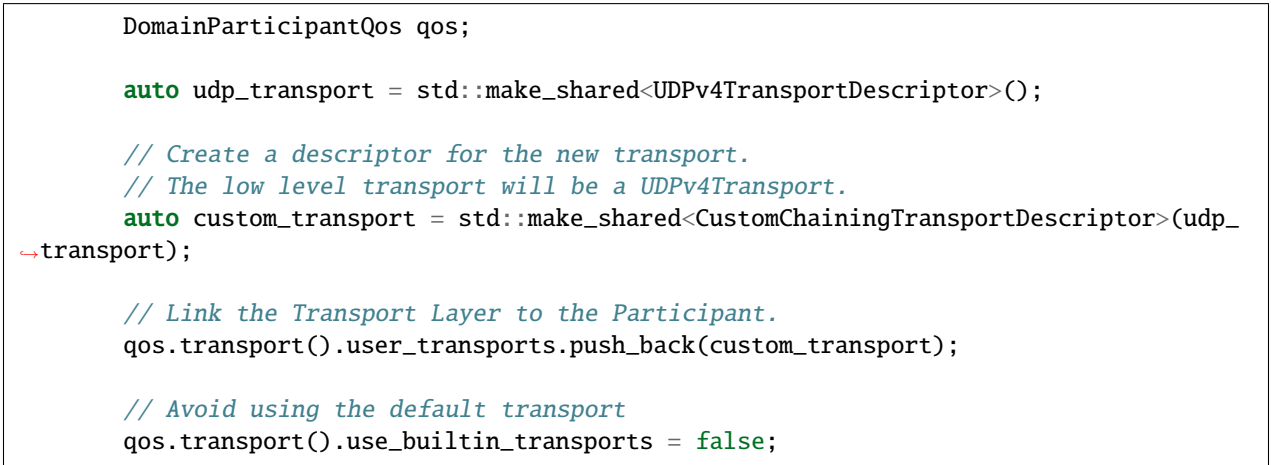 DomainParticipantQos qos;
auto udp_transport = std::make_shared<UDPv4TransportDescriptor>();
// Create a descriptor for the new transport.
// The low level transport will be a UDPv4Transport.
auto custom_transport = std::make_shared<CustomChainingTransportDescriptor>(udp_
↪transport);
// Link the Transport Layer to the Participant.
qos.transport().user_transports.push_back(custom_transport);
// Avoid using the default transport
qos.transport().use_builtin_transports = false;